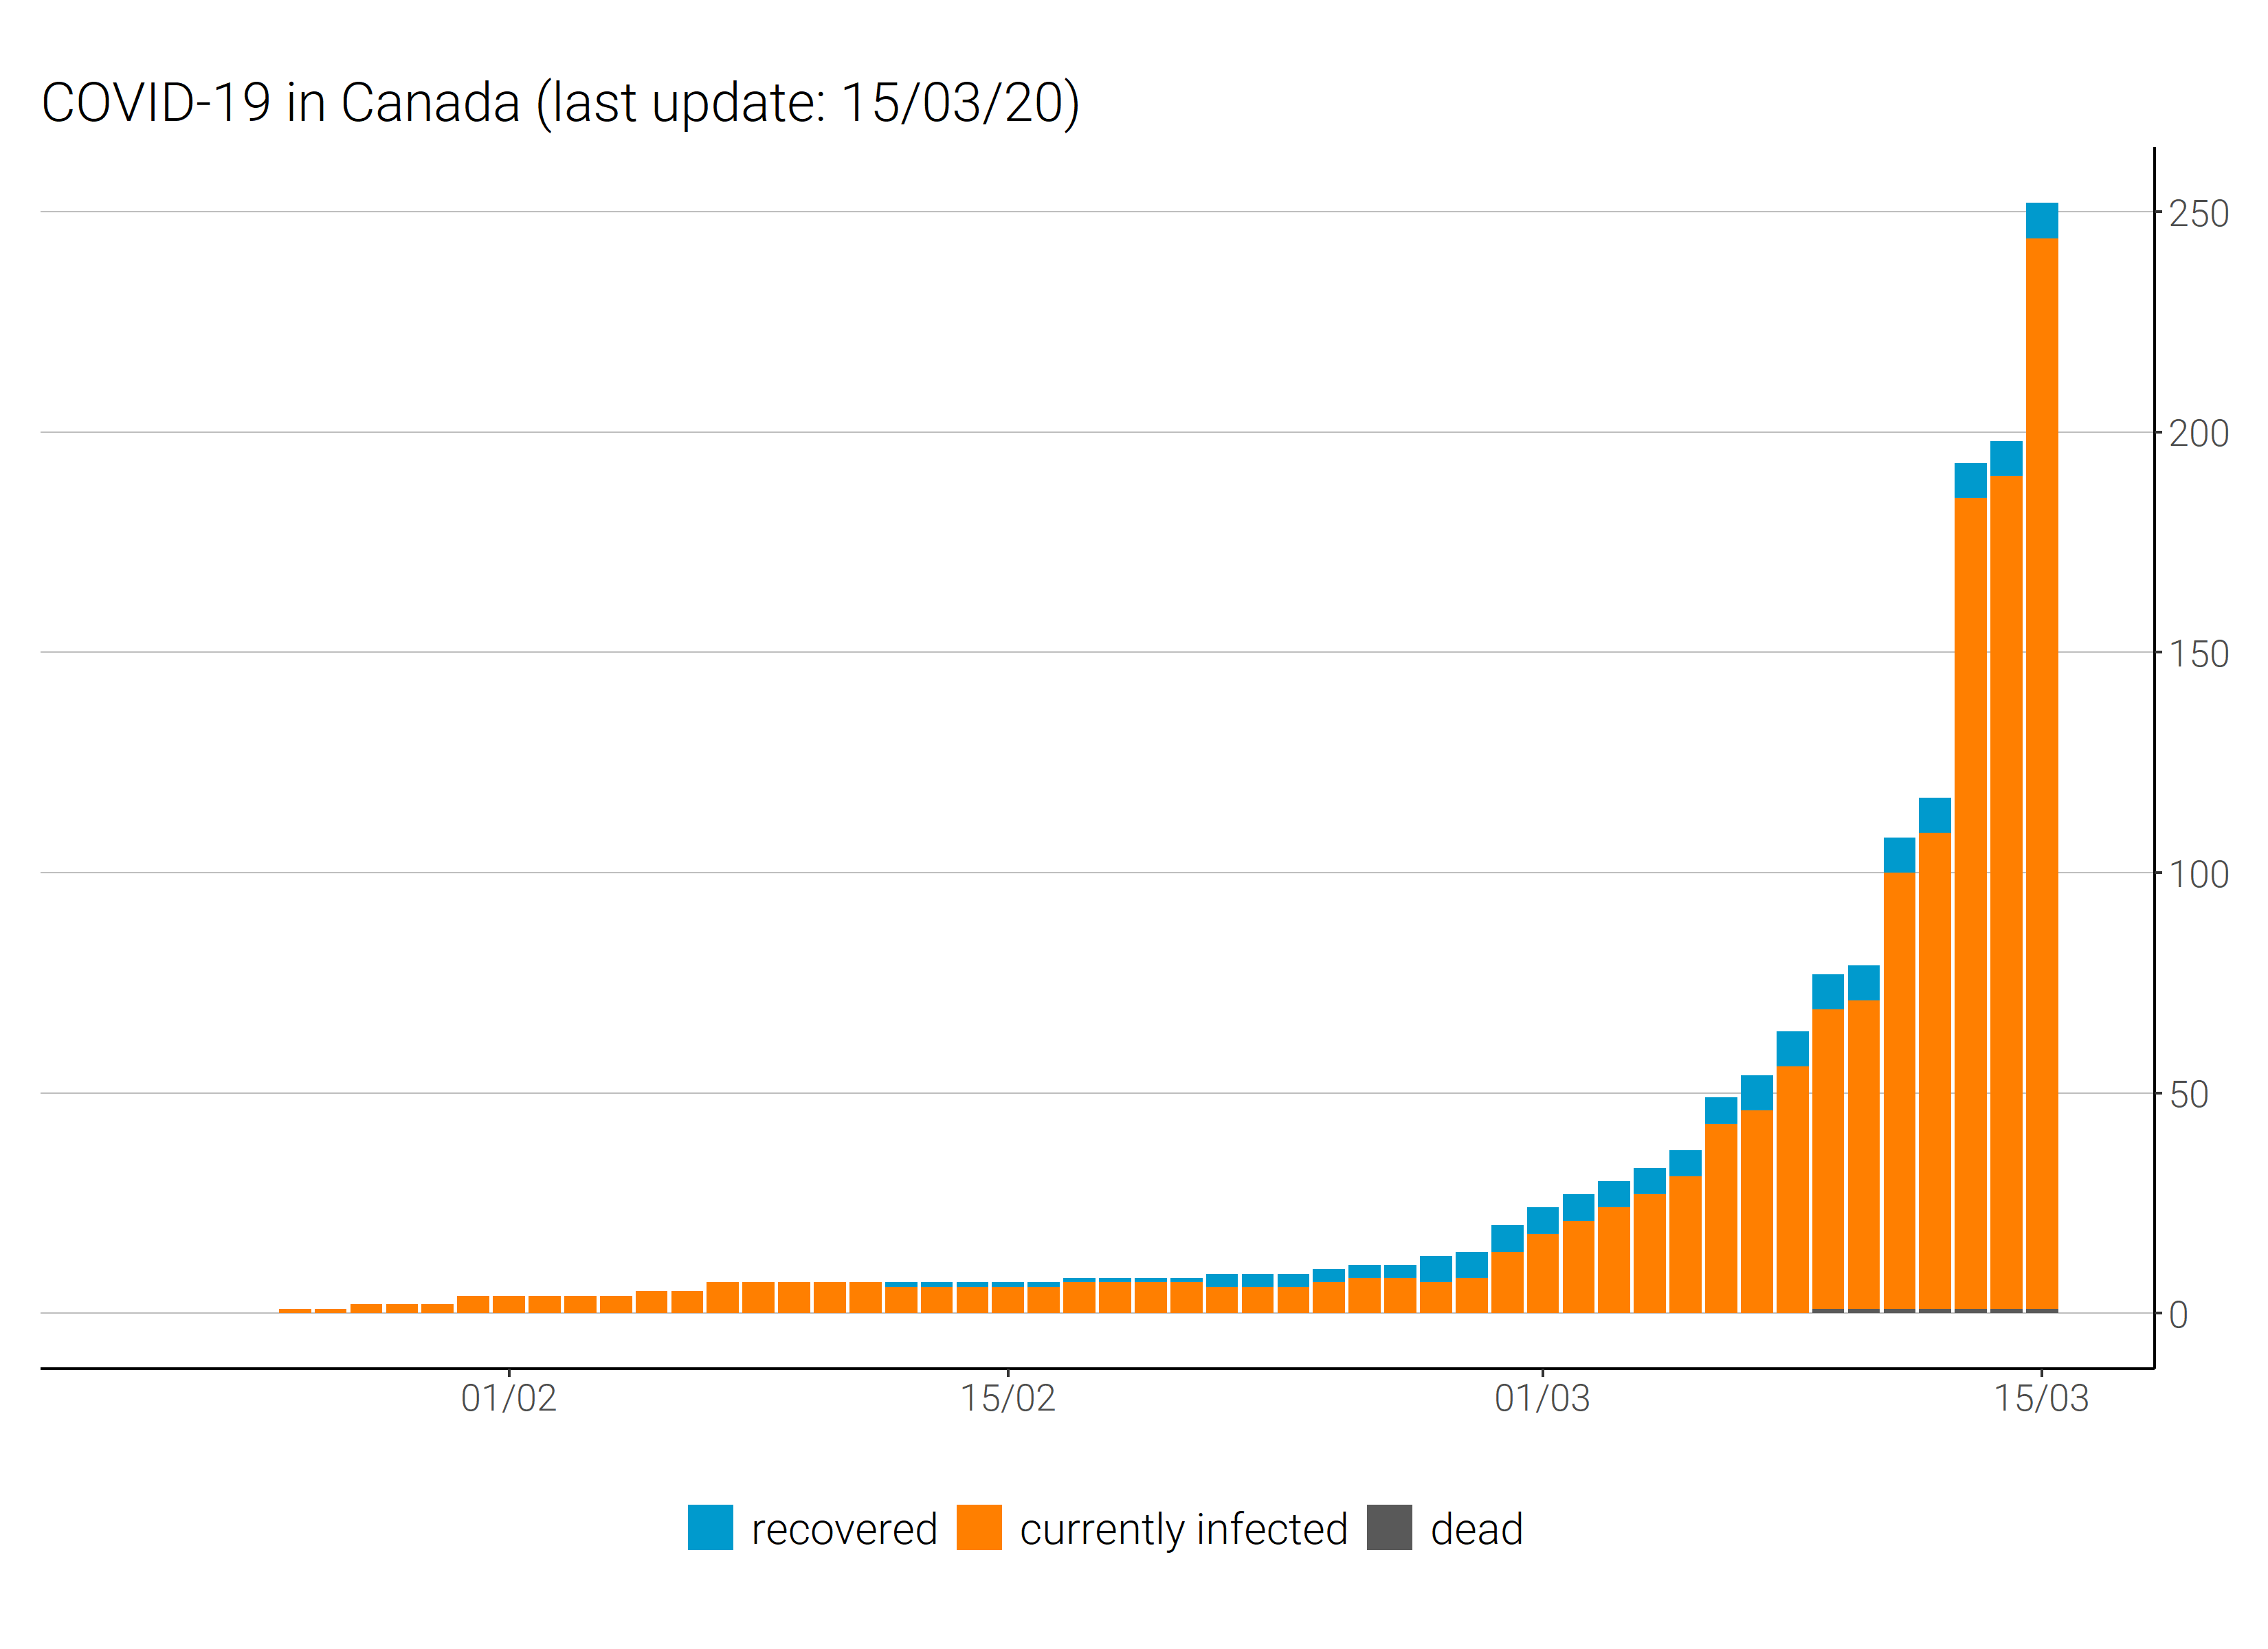 COVID-19 in Canada (last update: 15/03/20)
250
200
150
100
50
0
01/02 15/02 01/03 15/03
recovered currently infected dead